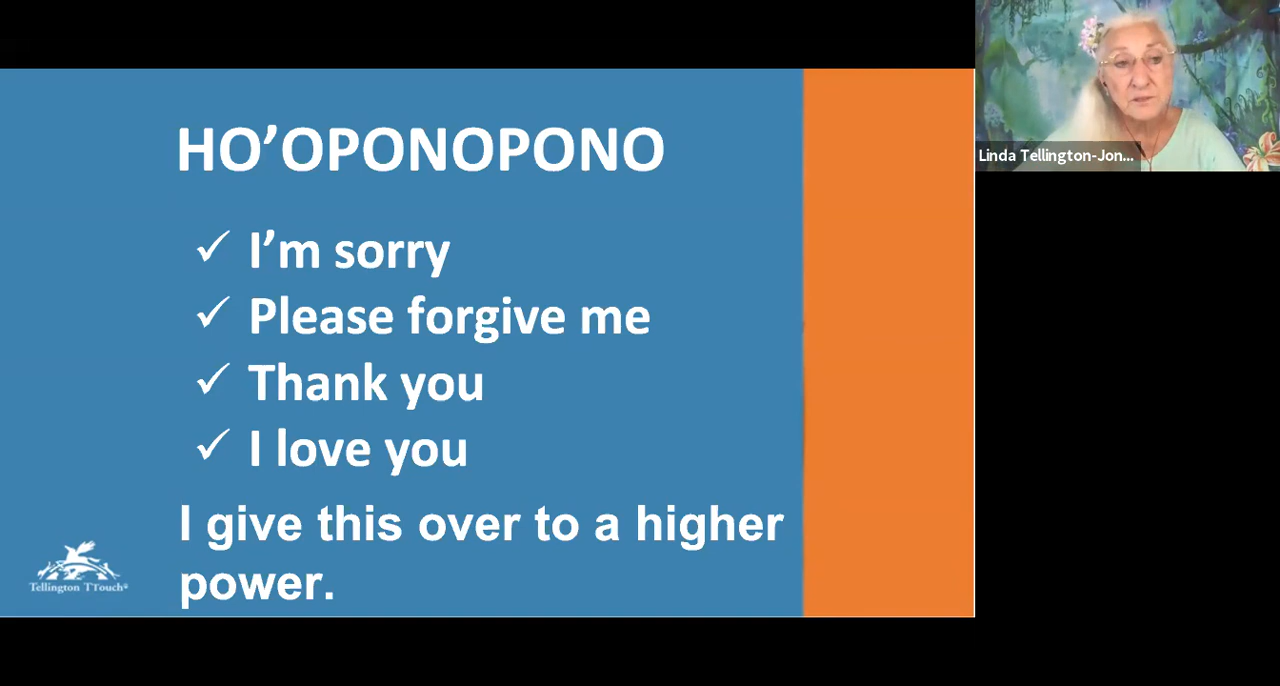 HO’OPONOPONO
✓ I’m sorry
✓ Please forgive me
✓ Thank you
✓ I love you
I give this over to a higher
power.
Tellington TTouch®
Linda Tellington-Jon...